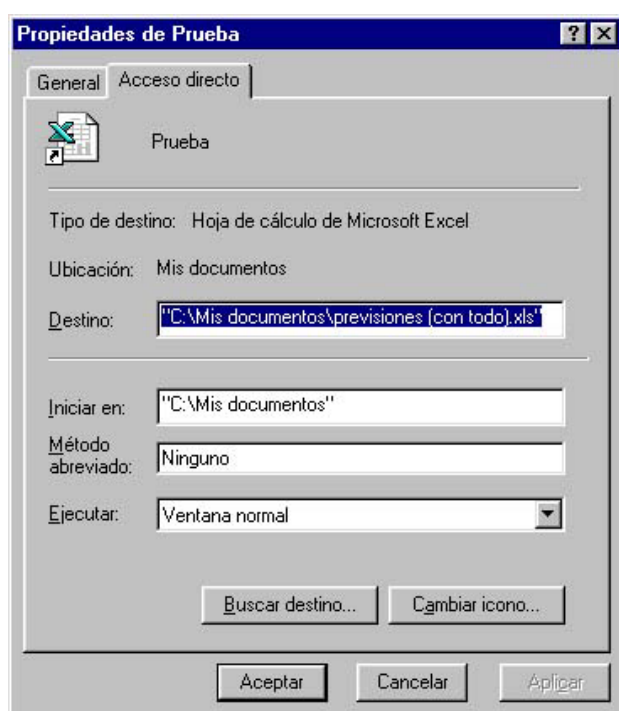 Propiedades de Prueba
General Acceso directo
Prueba
Tipo de destino: Hoja de cálculo de Microsoft Excel
Ubicación: Mis documentos
Destino: "C:\Mis documentos\previsiones (con todo).xls"
Iniciar en: "C:\Mis documentos"
Método abreviado: Ninguno
Ejecutar: Ventana normal
Buscar destino... Cambiar icono...
Aceptar Cancelar Aplicar